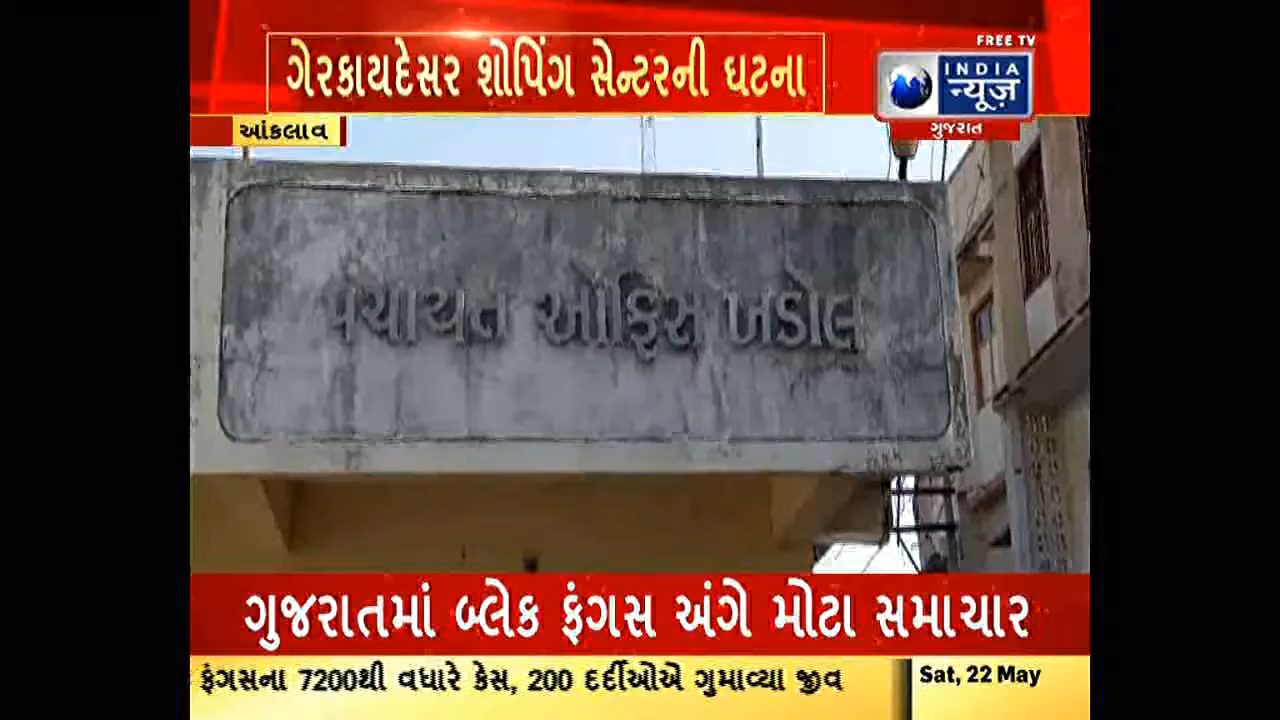 FREE TV
ગેરકાયદેસર શોપિંગ સેન્ટરની ઘટના
INDIA
न्यूज़
ગુજરાત
આંકલાવ
પંચાયત ઓફિસ ખડોલ
ગુજરાતમાં બ્લેક ફંગસ અંગે મોટા સમાચાર
ફંગસના 7200થી વધારે કેસ, 200 દર્દીઓએ ગુમાવ્યા જીવ
Sat, 22 May